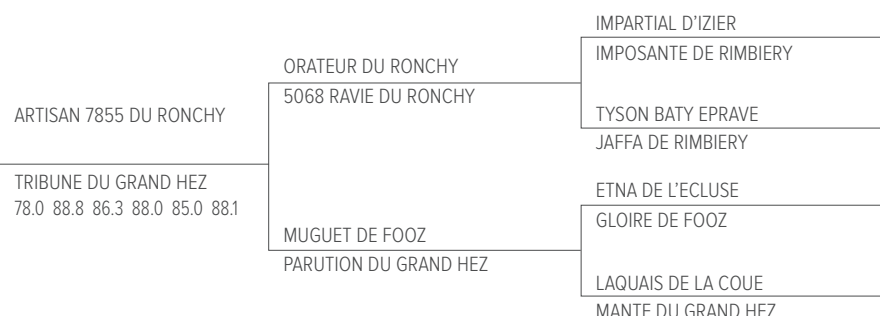 ARTISAN 7855 DU RONCHY
TRIBUNE DU GRAND HEZ
78.0 88.8 86.3 88.0 85.0 88.1
ORATEUR DU RONCHY
5068 RAVIE DU RONCHY
MUGUET DE FOOZ
PARUTION DU GRAND HEZ
IMPARTIAL D'IZIER
IMPOSANTE DE RIMBIERY
TYSON BATY EPRAVE
JAFFA DE RIMBIERY
ETNA DE L'ECLUSE
GLOIRE DE FOOZ
LAQUAIS DE LA COUE
MANTE DU GRAND HEZ